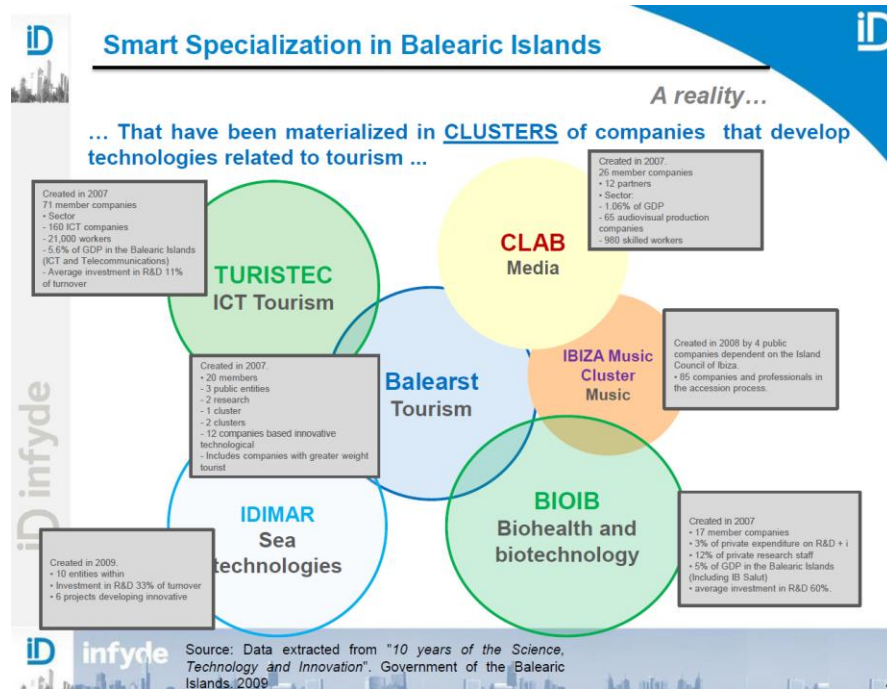 iD
Smart Specialization in Balearic Islands
iD
A reality…
… That have been materialized in CLUSTERS of companies that develop
technologies related to tourism ...
Created in 2007
71 member companies
• Sector
- 160 ICT companies
- 21,000 workers
- 5.6% of GDP in the Balearic Islands
(ICT and Telecommunications)
- Average investment in R&D 11%
of turnover
TURISTEC
ICT Tourism
CLAB
Media
Created in 2007.
26 member companies
• 12 partners
• Sector:
- 1.06% of GDP
- 65 audiovisual production
companies
- 980 skilled workers
IBIZA Music
Cluster
Music
Created in 2008 by 4 public
companies dependent on the Island
Council of Ibiza.
• 85 companies and professionals in
the accession process.
Created in 2007.
• 20 members
- 3 public entities
- 2 research
- 1 cluster
- 2 clusters
- 12 companies based innovative
technological
- Includes companies with greater weight
tourist
Balearst
Tourism
IDIMAR
Sea
technologies
Created in 2009.
• 10 entities within
• Investment in R&D 33% of turnover
• 6 projects developing innovative
BIOIB
Biohealth and
biotechnology
Created in 2007
• 17 member companies
• 3% of private expenditure on R&D + i
• 12% of private research staff
• 5% of GDP in the Balearic Islands
(Including IB Salut)
• average investment in R&D 60%.
iD infyde
iD infyde
Source: Data extracted from "10 years of the Science,
Technology and Innovation". Government of the Balearic
Islands. 2009